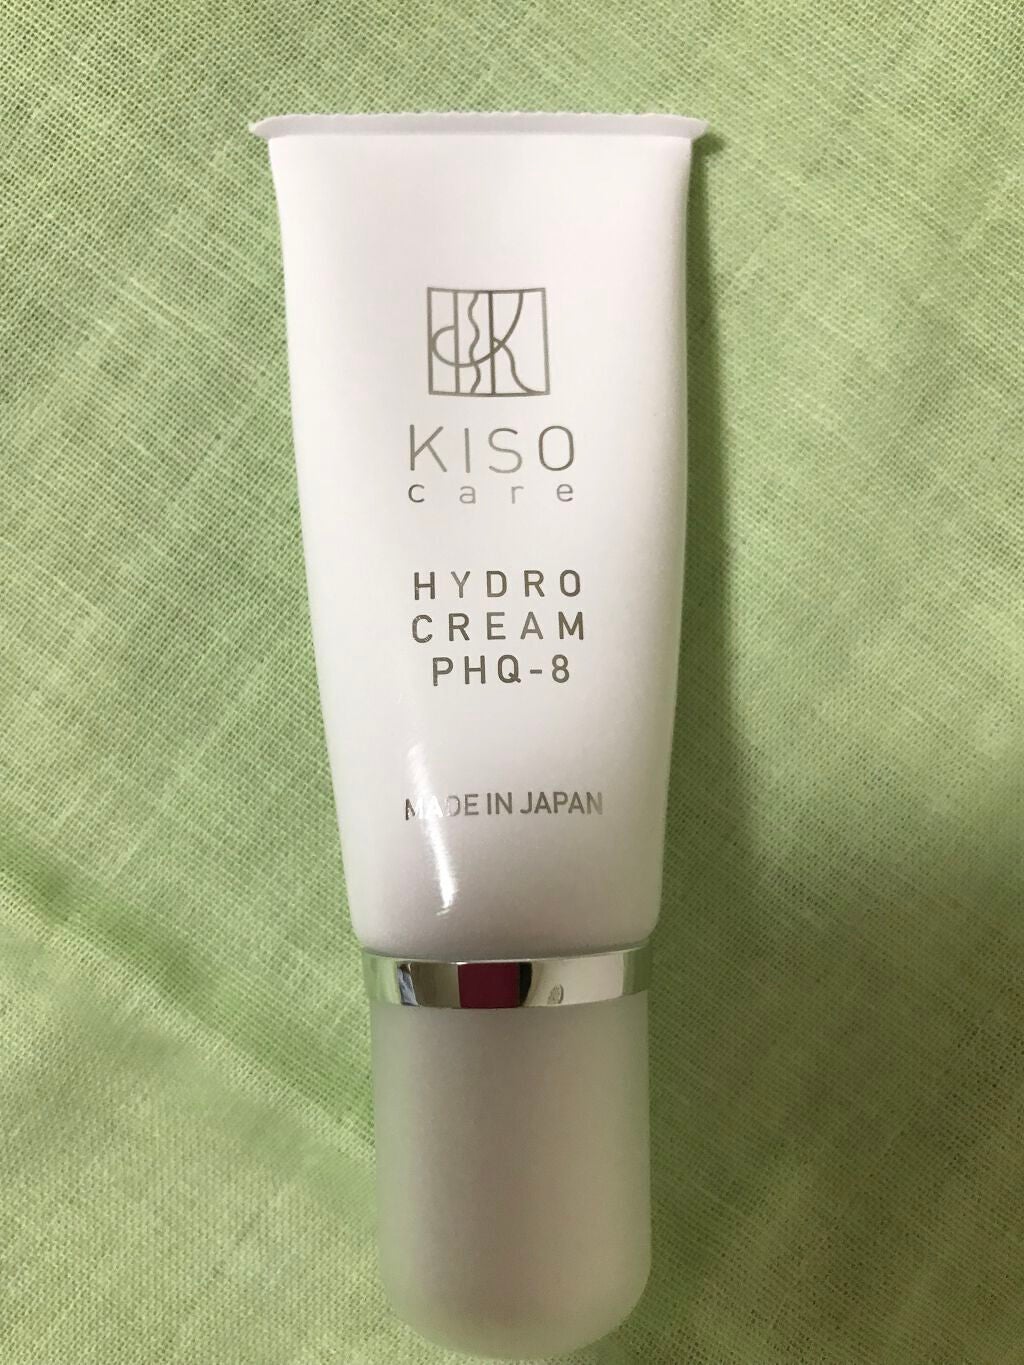 KISO
care
HYDRO
CREAM
PHQ-8
MADE IN JAPAN